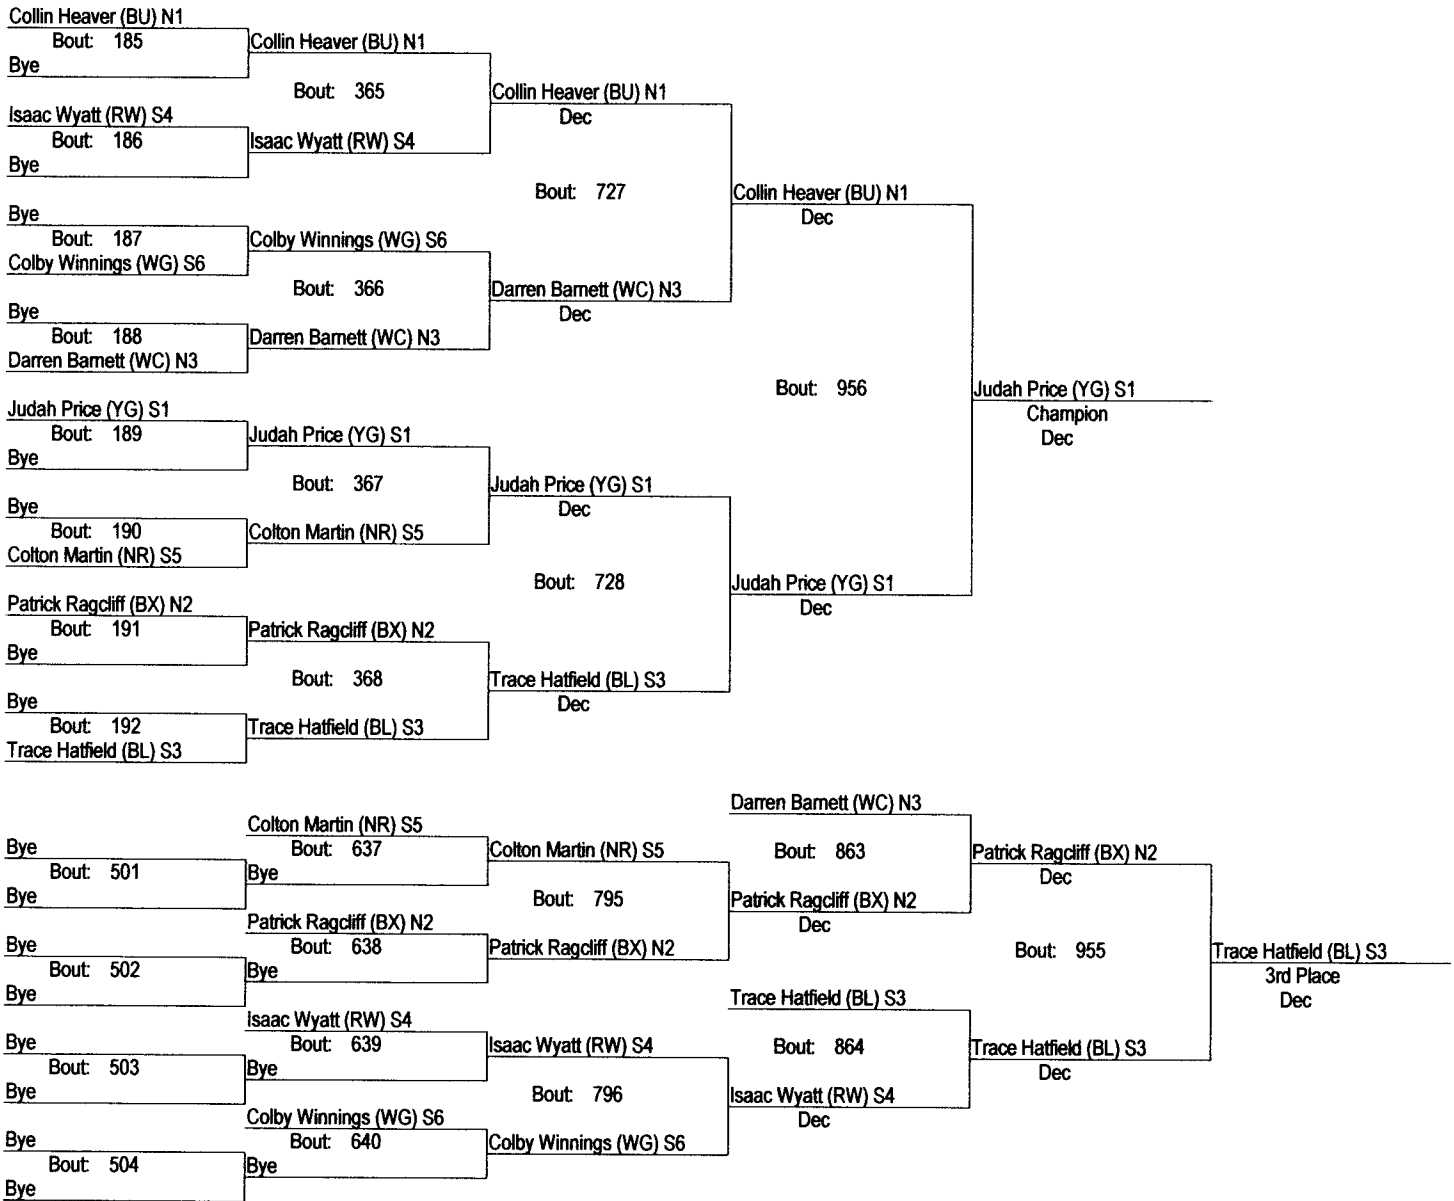 Collin Heaver (BU) N1
Bout: 185
Bye
Collin Heaver (BU) N1
Bout: 365
Isaac Wyatt (RW) S4
Bout: 186
Bye
Isaac Wyatt (RW) S4
Collin Heaver (BU) N1
Dec
Bout: 727
Bye
Bout: 187
Colby Winnings (WG) S6
Colby Winnings (WG) S6
Bout: 366
Bye
Bout: 188
Darren Barnett (WC) N3
Darren Barnett (WC) N3
Darren Barnett (WC) N3
Dec
Collin Heaver (BU) N1
Dec
Bout: 956
Judah Price (YG) S1
Bout: 189
Bye
Judah Price (YG) S1
Bout: 367
Bye
Bout: 190
Colton Martin (NR) S5
Colton Martin (NR) S5
Judah Price (YG) S1
Dec
Bout: 728
Patrick Ragcliff (BX) N2
Bout: 191
Bye
Patrick Ragcliff (BX) N2
Bout: 368
Bye
Bout: 192
Trace Hatfield (BL) S3
Trace Hatfield (BL) S3
Trace Hatfield (BL) S3
Dec
Judah Price (YG) S1
Dec
Judah Price (YG) S1
Champion
Dec
Bye
Bout: 501
Bye
Colton Martin (NR) S5
Bout: 637
Bye
Colton Martin (NR) S5
Bout: 795
Bye
Bout: 502
Bye
Patrick Ragcliff (BX) N2
Bout: 638
Bye
Patrick Ragcliff (BX) N2
Darren Barnett (WC) N3
Bout: 863
Patrick Ragcliff (BX) N2
Dec
Patrick Ragcliff (BX) N2
Dec
Bout: 955
Bye
Bout: 503
Bye
Isaac Wyatt (RW) S4
Bout: 639
Bye
Isaac Wyatt (RW) S4
Bout: 796
Bye
Bout: 504
Bye
Colby Winnings (WG) S6
Bout: 640
Bye
Colby Winnings (WG) S6
Trace Hatfield (BL) S3
Bout: 864
Isaac Wyatt (RW) S4
Dec
Trace Hatfield (BL) S3
Dec
Trace Hatfield (BL) S3
3rd Place
Dec